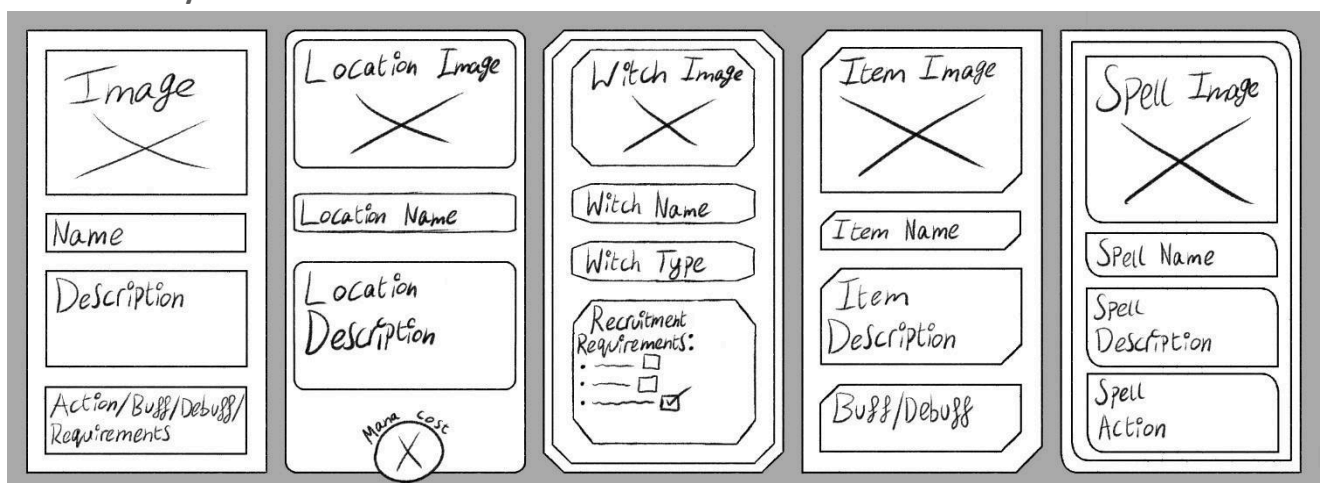 Image
Name
Description
Action/Buff/Debuff/
Requirements
Location Image
Location Name
Location
Description
Mana Cost
X
Witch Image
Witch Name
Witch Type
Recruitment
Requirements:
Item Image
Item Name
Item
Description
Buff/Debuff
Spell Image
Spell Name
Spell
Description
Spell
Action